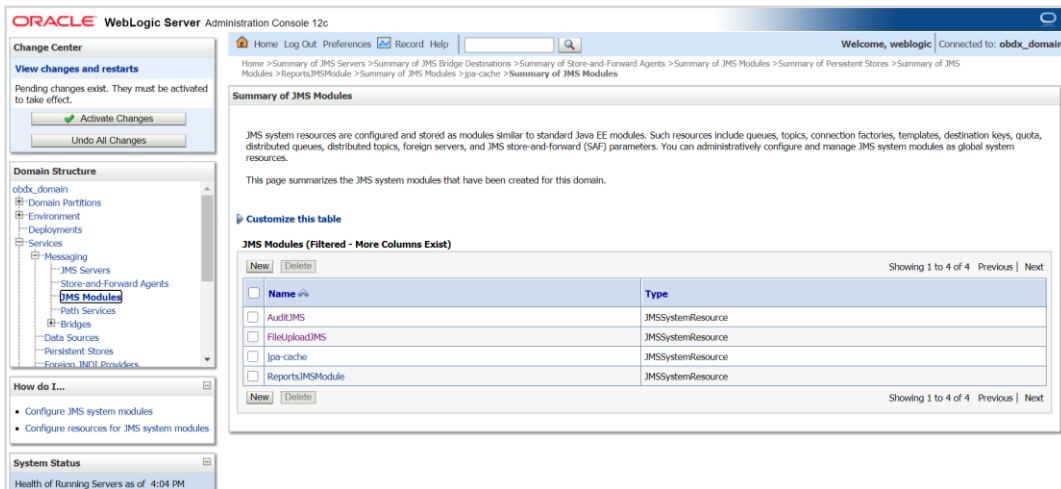 ORACLE WebLogic Server Administration Console 12c
Change Center
View changes and restarts
Pending changes exist. They must be activated
to take effect.
Activate Changes
Undo All Changes
Domain Structure
obdx_domain
Domain Partitions
Environment
Deployments
Services
Messaging
JMS Servers
Store-and-Forward Agents
JMS Modules
Path Services
Bridges
Data Sources
Persistent Stores
Foreign JNDI Providers
How do I...
Configure JMS system modules
Configure resources for JMS system modules
System Status
Health of Running Servers as of 4:04 PM
Home Log Out Preferences Record Help
Welcome, weblogic Connected to: obdx_domain
Home >Summary of JMS Servers >Summary of JMS Bridge Destinations >Summary of Store-and-Forward Agents >Summary of JMS Modules >Summary of Persistent Stores >Summary of JMS
Modules >ReportsJMSModule >Summary of JMS Modules >jpa-cache >Summary of JMS Modules
Summary of JMS Modules
JMS system resources are configured and stored as modules similar to standard Java EE modules. Such resources include queues, topics, connection factories, templates, destination keys, quota,
distributed queues, distributed topics, foreign servers, and JMS store-and-forward (SAF) parameters. You can administratively configure and manage JMS system modules as global system
resources.
This page summarizes the JMS system modules that have been created for this domain.
Customize this table
JMS Modules (Filtered - More Columns Exist)
New Delete Showing 1 to 4 of 4 Previous | Next
Name Type
AuditJMS JMSSystemResource
FileUploadJMS JMSSystemResource
jpa-cache JMSSystemResource
ReportsJMSModule JMSSystemResource
New Delete Showing 1 to 4 of 4 Previous | Next